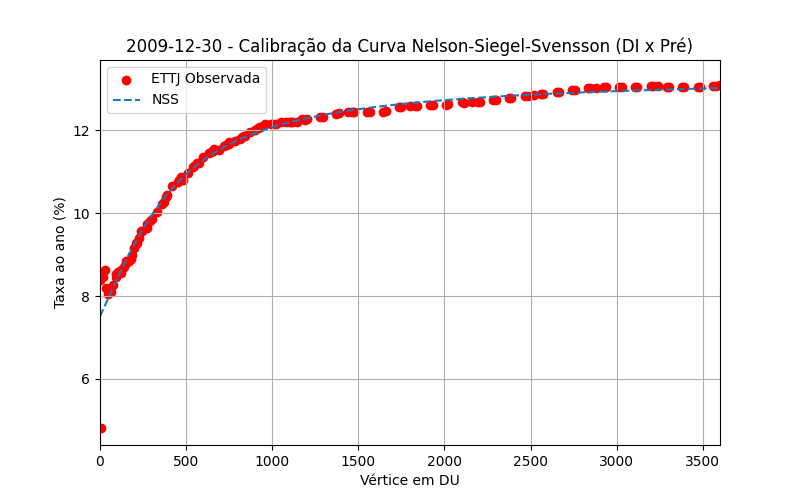 2009-12-30 - Calibração da Curva Nelson-Siegel-Svensson (DI x Pré)
ETTJ Observada
NSS
Taxa ao ano (%)
12
10
8
6
0 500 1000 1500 2000 2500 3000 3500
Vértice em DU